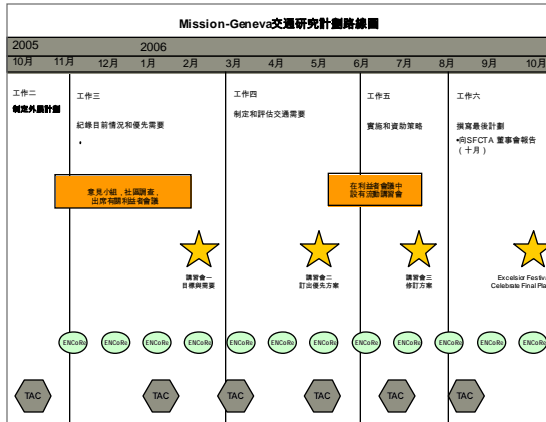 Mission-Geneva交通研究計劃路線圖
2005
2006
10月 11月 12月 1月 2月 3月 4月 5月 6月 7月 8月 9月 10月
工作二
制定外展計劃
工作三
紀錄目前情況和優先需要
•
工作四
制定和評估交通需要
工作五
實施和資助策略
工作六
撰寫最後計劃
•向SFCTA 董事會報告
（十月）
意見小組，社區調查，
出席有關利益者會議
在利益者會議中
設有流動講習會
講習會一
目標與需要
講習會二
訂出優先方案
講習會三
修訂方案
Excelsior Festiva
Celebrate Final Pla
ENCoRe ENCoRe ENCoRe ENCoRe ENCoRe ENCoRe ENCoRe ENCoRe ENCoRe ENCoRe ENCoRe ENCoRe
TAC TAC TAC TAC TAC TAC